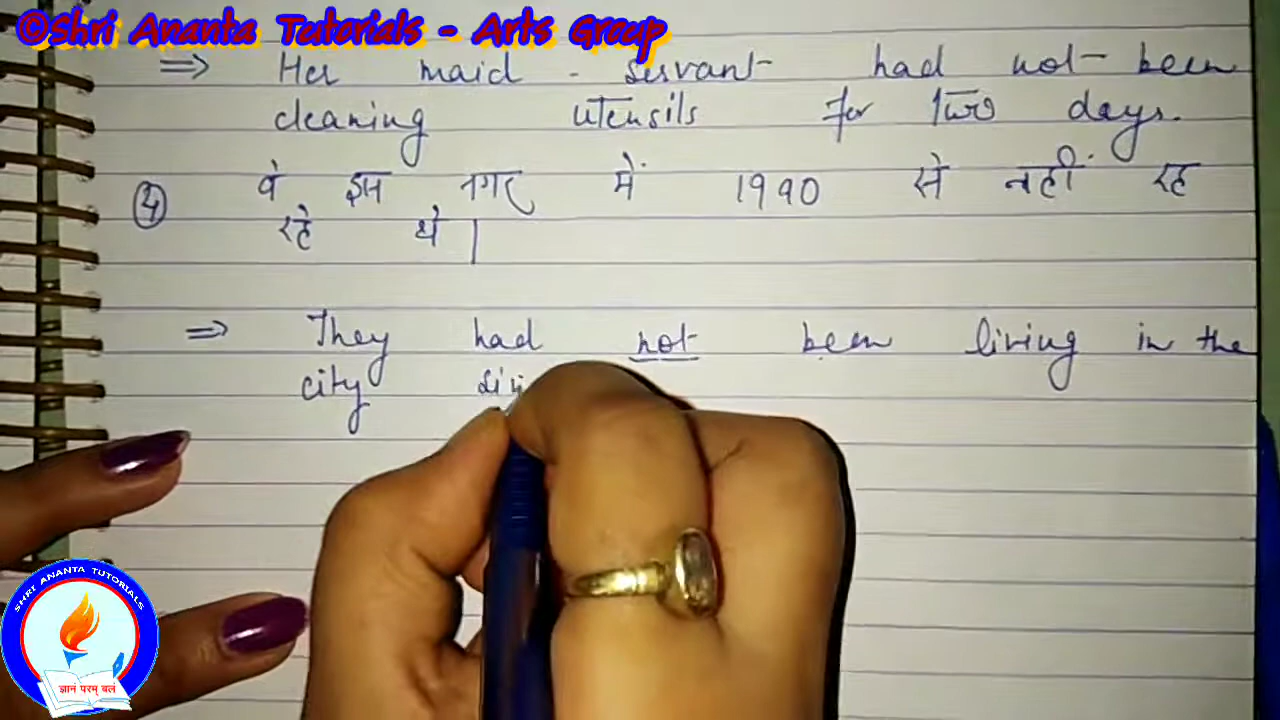 ©Shri Ananta Tutorials - Arts Group
⇒ Her maid - servant had not been
cleaning utensils for two days.
④ वे इस नगर में 1990 से नहीं रह
रहे थे |
⇒ They had not been living in the
city
SHRI ANANTA TUTORIALS
ज्ञानं परमं बलं